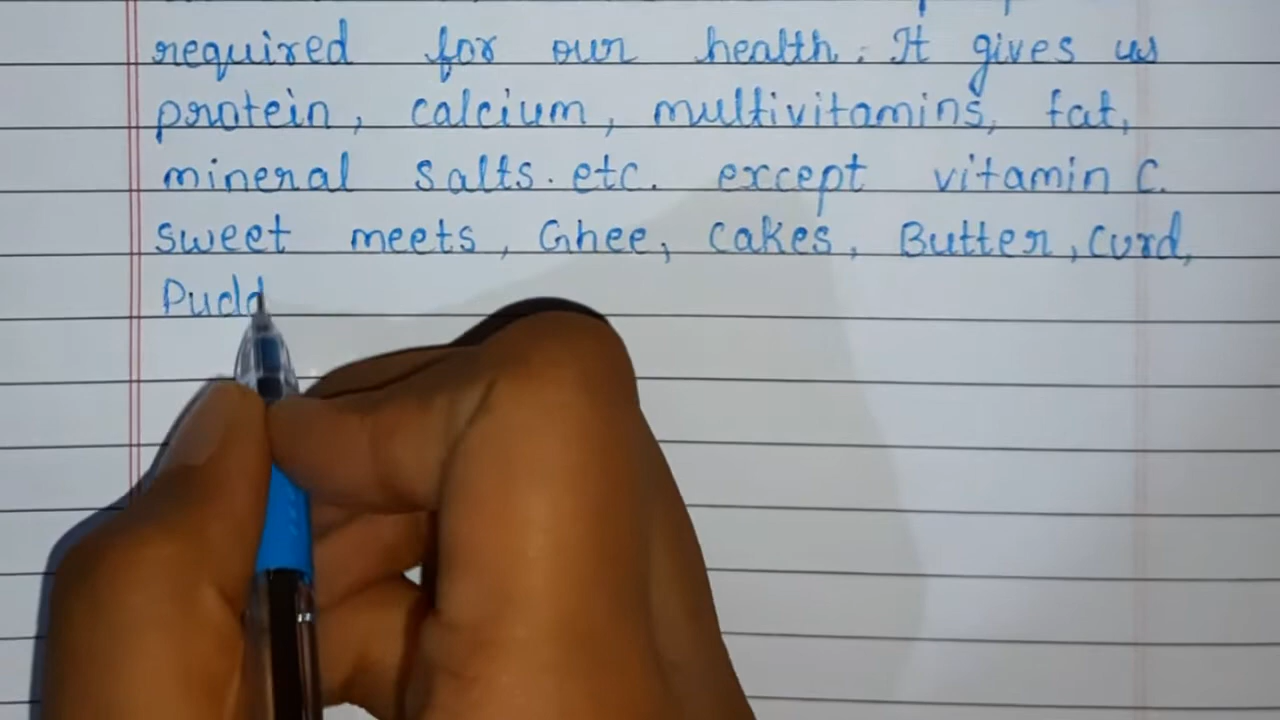 required for our health. It gives us
protein, calcium, multivitamins, fat,
mineral salts. etc. except vitamin C.
sweet meets, Ghee, cakes, Butter, Curd,
Pudd